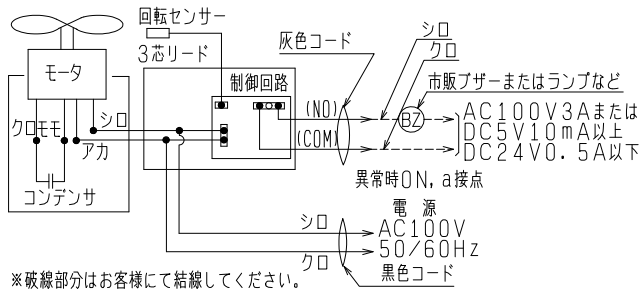 回転センサー
3芯リード
モータ
クロ
モモ
シロ
アカ
コンデンサ
制御回路
(NO)
(COM)
灰色コード
シロ
クロ
市販ブザーまたはランプなど
BZ
AC100V3Aまたは
DC5V10mA以上
DC24V0.5A以下
異常時ON,a接点
電源
シロ
AC100V
50/60Hz
クロ
黒色コード
※破線部分はお客様にて結線してください。